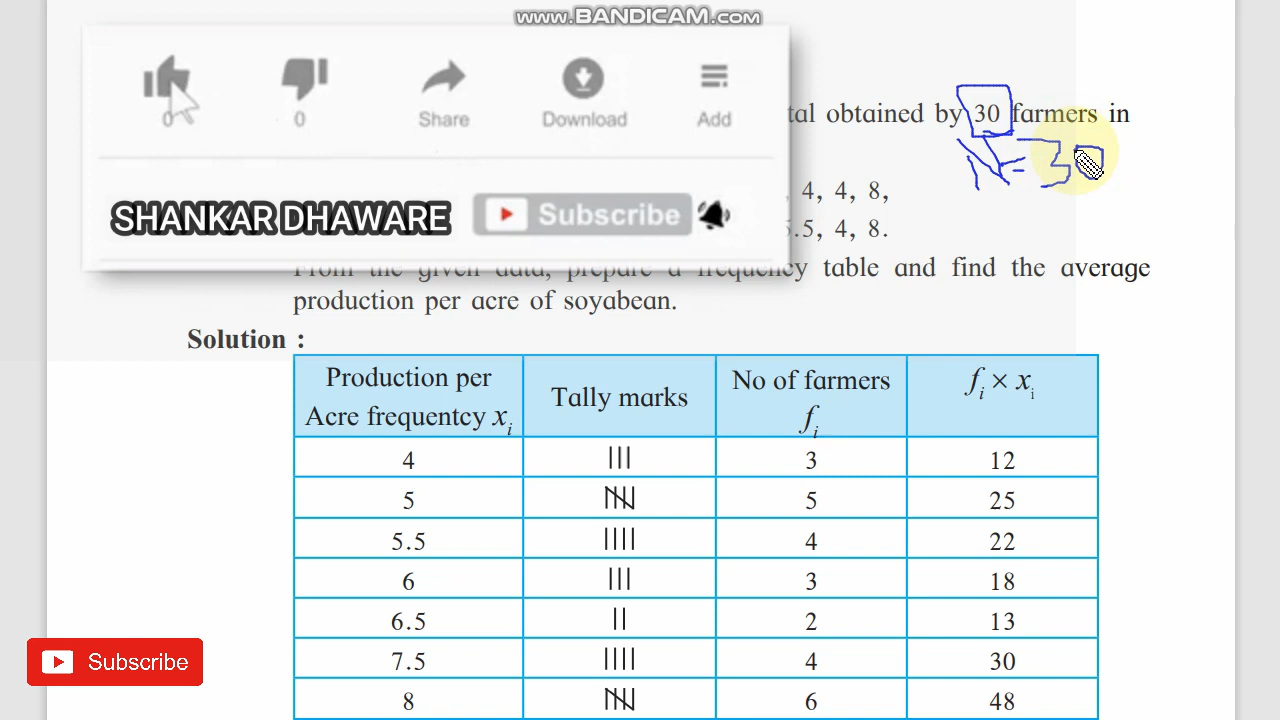 www.BANDICAM.com
0
0
Share
Download
Add
tal obtained by 30 farmers in
N = 30
SHANKAR DHAWARE
Subscribe
4, 4, 8,
.5, 4, 8.
From the given data, prepare a frequency table and find the average
production per acre of soyabean.
Solution :
Production per
Acre frequentcy xi
Tally marks
No of farmers
fi
fi × xi
4
3
12
5
5
25
5.5
4
22
6
3
18
6.5
2
13
7.5
4
30
8
6
48
Subscribe